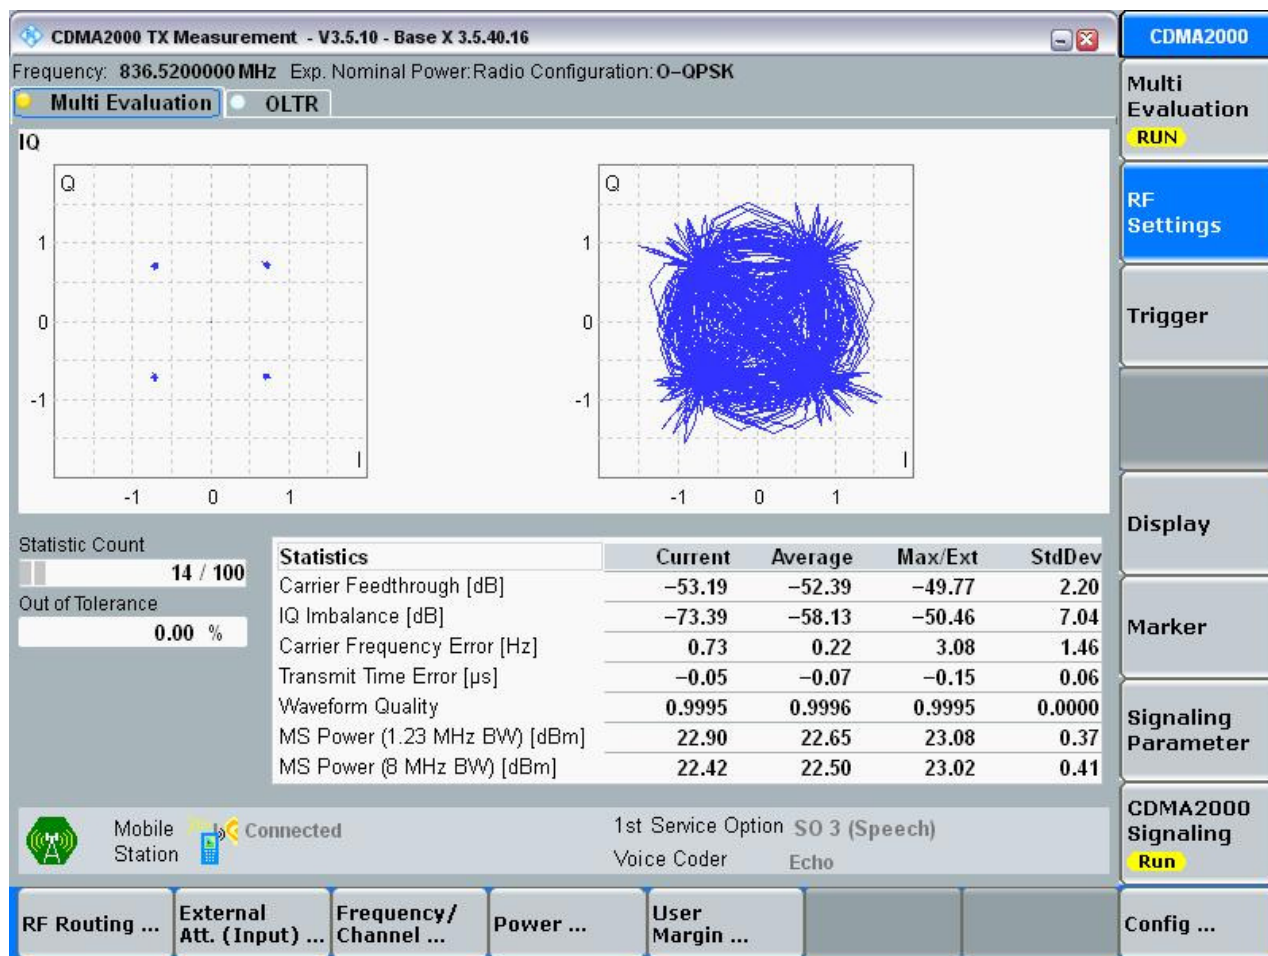 CDMA2000 TX Measurement - V3.5.10 - Base X 3.5.40.16
CDMA2000
Frequency: 836.5200000 MHz Exp. Nominal Power: Radio Configuration: O-QPSK
Multi Evaluation OLTR
Multi
Evaluation
RUN
IQ
Q
1
0
-1
I
-1 0 1
Q
1
0
-1
I
-1 0 1
RF
Settings
Trigger
Display
Marker
Signaling
Parameter
CDMA2000
Signaling
Run
Statistic Count
14 / 100
Out of Tolerance
0.00 %
Statistics Current Average Max/Ext StdDev
Carrier Feedthrough [dB] -53.19 -52.39 -49.77 2.20
IQ Imbalance [dB] -73.39 -58.13 -50.46 7.04
Carrier Frequency Error [Hz] 0.73 0.22 3.08 1.46
Transmit Time Error [µs] -0.05 -0.07 -0.15 0.06
Waveform Quality 0.9995 0.9996 0.9995 0.0000
MS Power (1.23 MHz BW) [dBm] 22.90 22.65 23.08 0.37
MS Power (8 MHz BW) [dBm] 22.42 22.50 23.02 0.41
Mobile
Station
Connected
1st Service Option SO 3 (Speech)
Voice Coder Echo
RF Routing ...
External
Att. (Input) ...
Frequency/
Channel ...
Power ...
User
Margin ...
Config ...